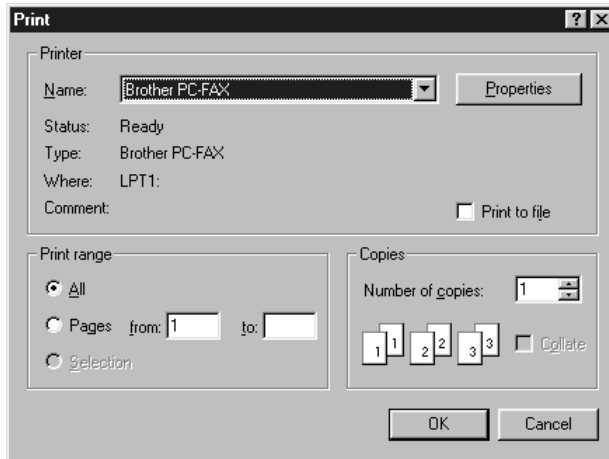 Print
Printer
Name: Brother PC-FAX Properties
Status: Ready
Type: Brother PC-FAX
Where: LPT1:
Comment: Print to file
Print range
All
Pages from: 1 to:
Selection
Copies
Number of copies: 1
1 1 2 2 3 3 Collate
OK Cancel